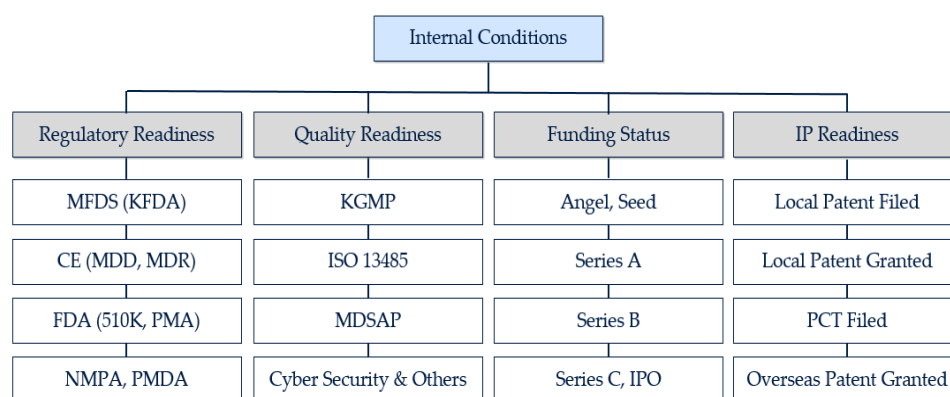 Internal Conditions
Regulatory Readiness
Quality Readiness
Funding Status
IP Readiness
MFDS (KFDA)
KGMP
Angel, Seed
Local Patent Filed
CE (MDD, MDR)
ISO 13485
Series A
Local Patent Granted
FDA (510K, PMA)
MDSAP
Series B
PCT Filed
NMPA, PMDA
Cyber Security & Others
Series C, IPO
Overseas Patent Granted